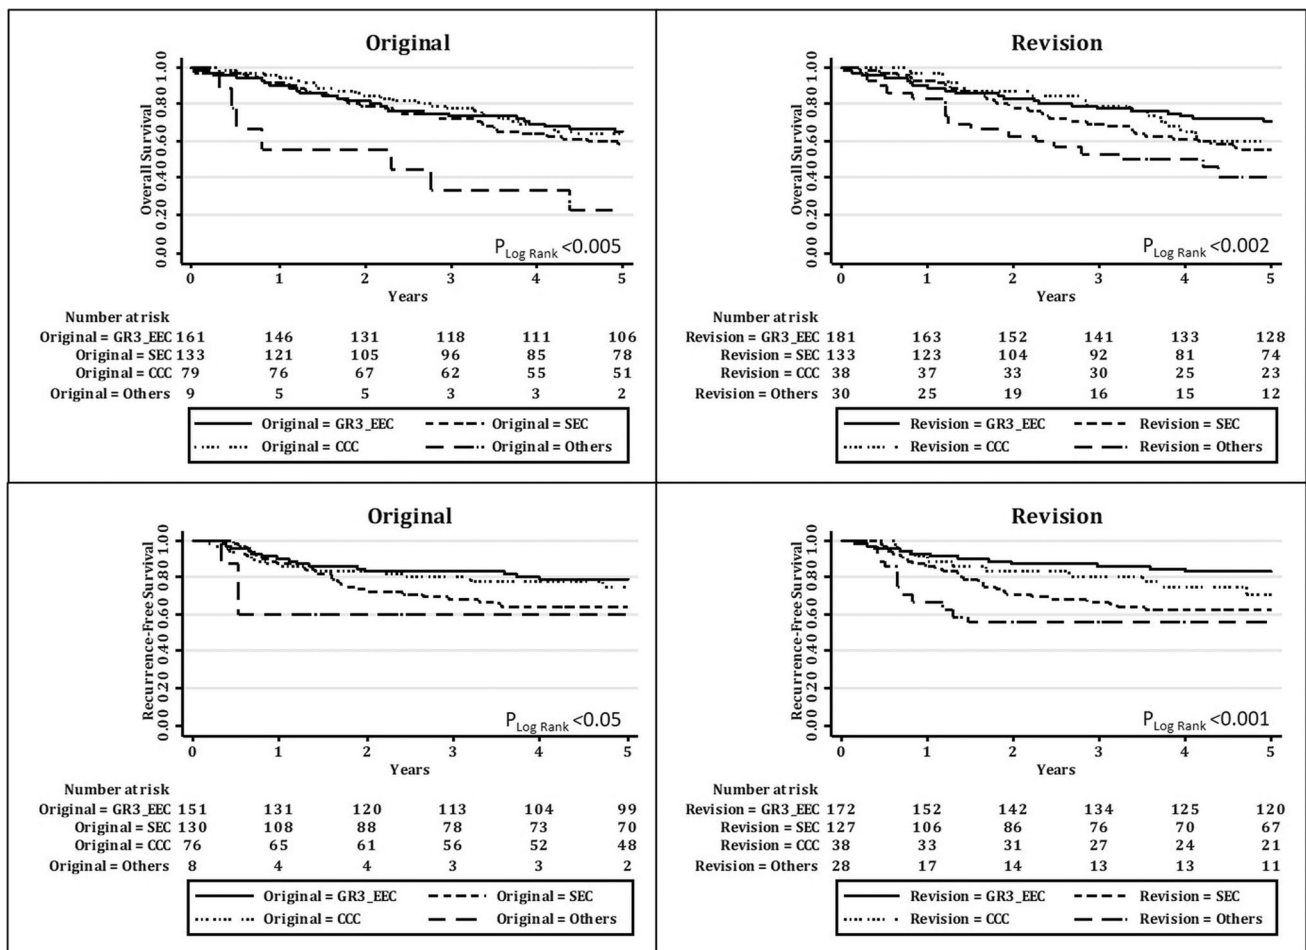 Original
Overall Survival
0.00 0.20 0.40 0.60 0.80 1.00
P Log Rank <0.005
0 1 2 3 4 5
Years
Number at risk
Original = GR3_EEC 161 146 131 118 111 106
Original = SEC 133 121 105 96 85 78
Original = CCC 79 76 67 62 55 51
Original = Others 9 5 5 3 3 2
Original = GR3_EEC Original = SEC
Original = CCC Original = Others
Revision
Overall Survival
0.00 0.20 0.40 0.60 0.80 1.00
P Log Rank <0.002
0 1 2 3 4 5
Years
Number at risk
Revision = GR3_EEC 181 163 152 141 133 128
Revision = SEC 133 123 104 92 81 74
Revision = CCC 38 37 33 30 25 23
Revision = Others 30 25 19 16 15 12
Revision = GR3_EEC Revision = SEC
Revision = CCC Revision = Others
Original
Recurrence-Free Survival
0.00 0.20 0.40 0.60 0.80 1.00
P Log Rank <0.05
0 1 2 3 4 5
Years
Number at risk
Original = GR3_EEC 151 131 120 113 104 99
Original = SEC 130 108 88 78 73 70
Original = CCC 76 65 61 56 52 48
Original = Others 8 4 4 3 3 2
Original = GR3_EEC Original = SEC
Original = CCC Original = Others
Revision
Recurrence-Free Survival
0.00 0.20 0.40 0.60 0.80 1.00
P Log Rank <0.001
0 1 2 3 4 5
Years
Number at risk
Revision = GR3_EEC 172 152 142 134 125 120
Revision = SEC 127 106 86 76 70 67
Revision = CCC 38 33 31 27 24 21
Revision = Others 28 17 14 13 13 11
Revision = GR3_EEC Revision = SEC
Revision = CCC Revision = Others